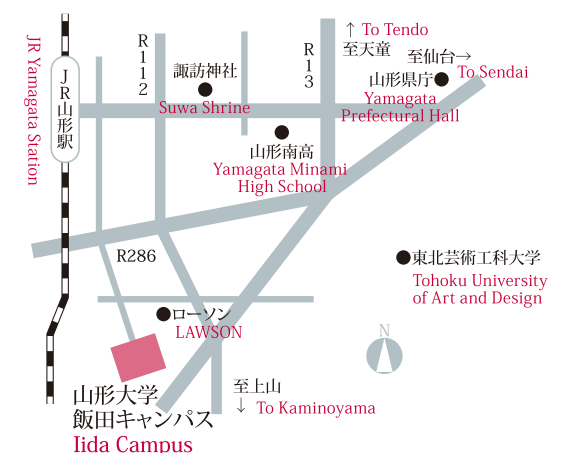 ↑ To Tendo
至天童
R112
R13
至仙台→
To Sendai
諏訪神社
Suwa Shrine
山形県庁
Yamagata
Prefectural Hall
JR Yamagata Station
JR山形駅
山形南高
Yamagata Minami
High School
R286
東北芸術工科大学
Tohoku University
of Art and Design
ローソン
LAWSON
N
山形大学
飯田キャンパス
Iida Campus
至上山
↓ To Kaminoyama